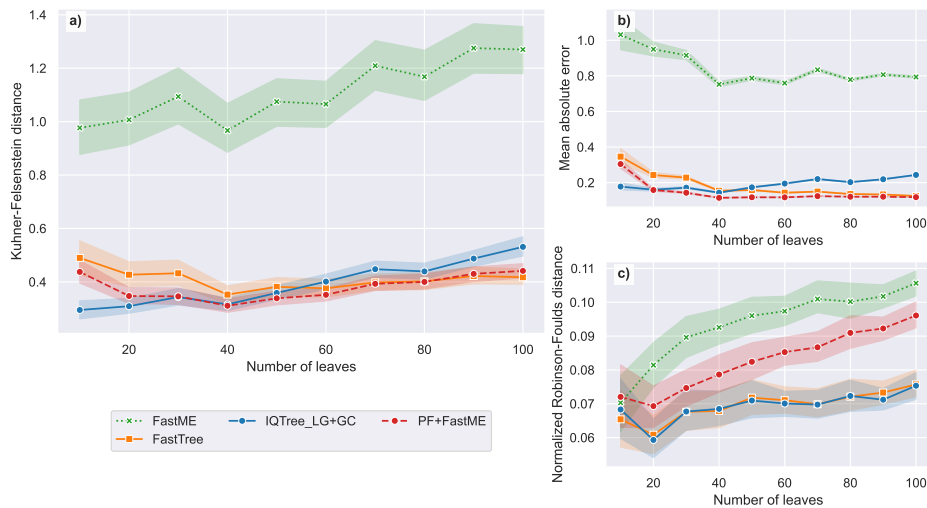 a)
1.4
1.2
1.0
0.8
0.6
0.4
Kuhner-Felsenstein distance
20 40 60 80 100
Number of leaves
FastME
FastTree
IQTree_LG+GC
PF+FastME
b)
1.0
0.8
0.6
0.4
0.2
Mean absolute error
20 40 60 80 100
Number of leaves
c)
0.11
0.10
0.09
0.08
0.07
0.06
Normalized Robinson-Foulds distance
20 40 60 80 100
Number of leaves